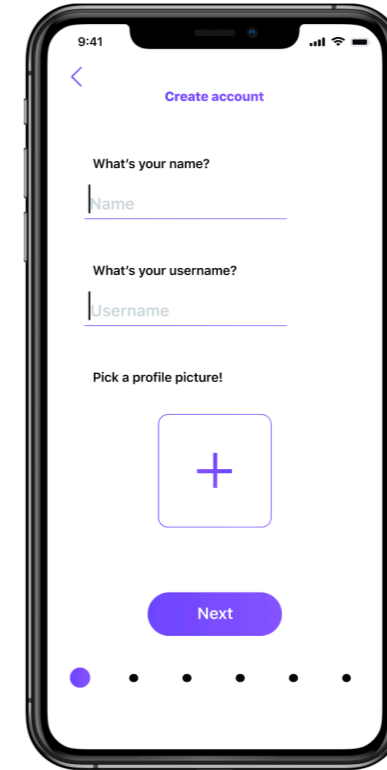 9:41
Create account
What's your name?
Name
What's your username?
Username
Pick a profile picture!
Next